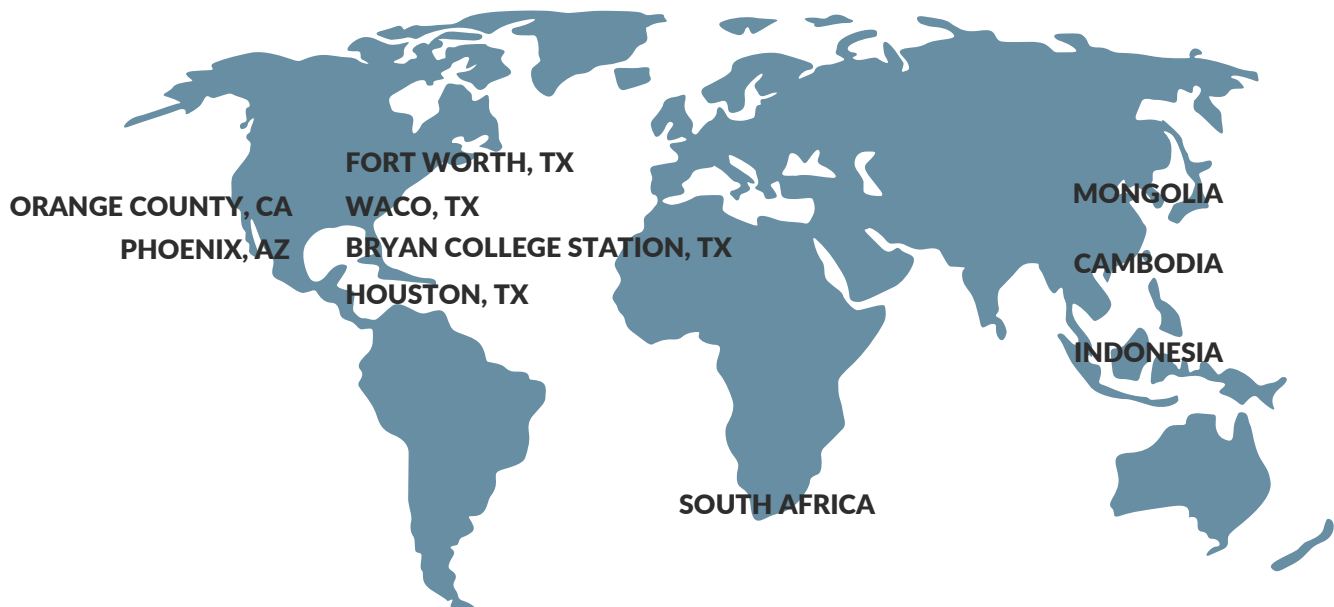 FORT WORTH, TX
ORANGE COUNTY, CA
WACO, TX
PHOENIX, AZ
BRYAN COLLEGE STATION, TX
HOUSTON, TX
MONGOLIA
CAMBODIA
INDONESIA
SOUTH AFRICA